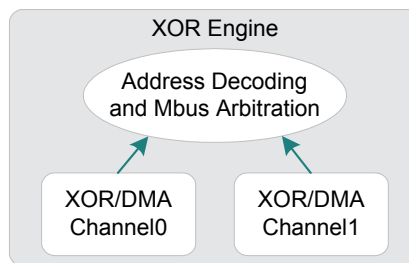 XOR Engine
Address Decoding
and Mbus Arbitration
XOR/DMA
Channel0
XOR/DMA
Channel1